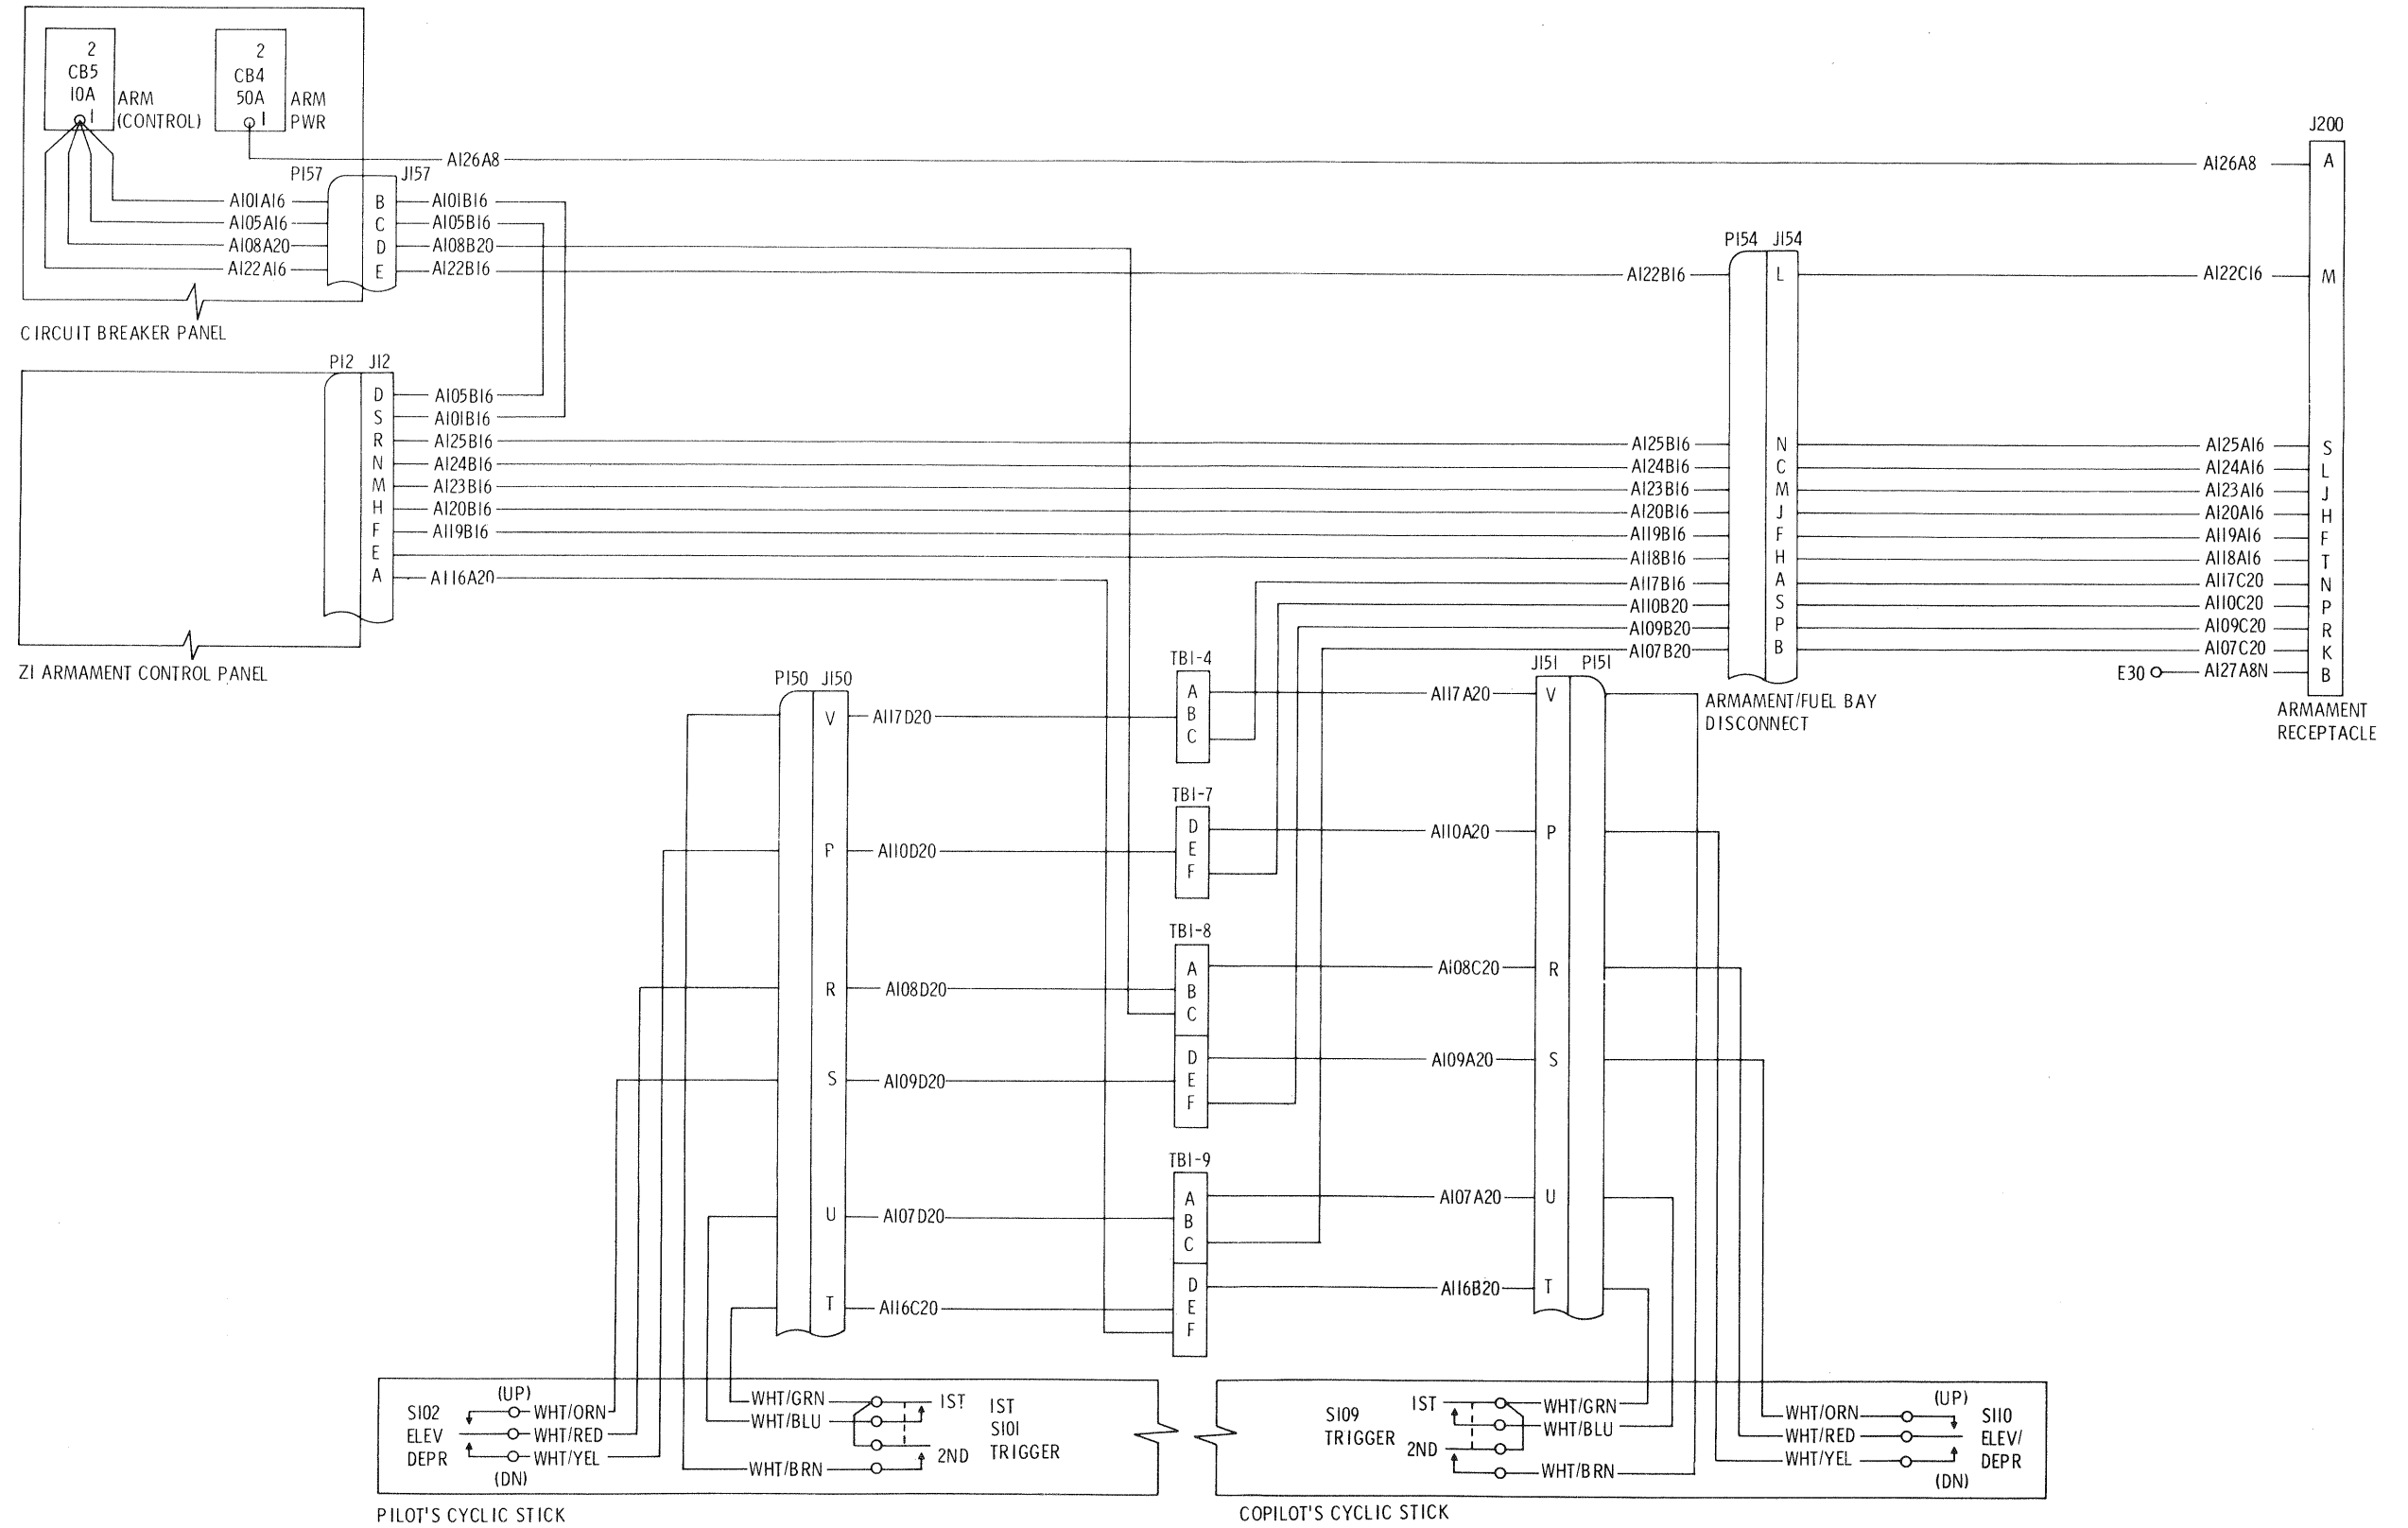 2
CB5
10A
1
ARM
(CONTROL)
2
CB4
50A
1
ARM
PWR
A126A8
A126A8
J200
A
P157
J157
A101A16
B
A101B16
A105A16
C
A105B16
A108A20
D
A108B20
A122A16
E
A122B16
CIRCUIT BREAKER PANEL
P154
J154
A122B16
L
A122C16
M
P12
J12
D
A105B16
S
A101B16
R
A125B16
A125B16
N
A125A16
S
N
A124B16
A124B16
C
A124A16
L
M
A123B16
A123B16
M
A123A16
J
H
A120B16
A120B16
J
A120A16
H
F
A119B16
A119B16
F
A119A16
F
E
A118B16
H
A118A16
T
A
A116A20
A117B16
A
A117C20
N
A110B20
S
A110C20
P
A109B20
P
A109C20
R
A107B20
B
A107C20
K
E30
A127A8N
B
Z1 ARMAMENT CONTROL PANEL
ARMAMENT/FUEL BAY
DISCONNECT
ARMAMENT
RECEPTACLE
P150
J150
TB1-4
J151
P151
V
A117D20
A
B
C
A117A20
V
TB1-7
P
A110D20
D
E
F
A110A20
P
TB1-8
R
A108D20
A
B
C
A108C20
R
S
A109D20
D
E
F
A109A20
S
TB1-9
U
A107D20
A
B
C
A107A20
U
T
A116C20
D
E
F
A116B20
T
S102
ELEV
DEPR
(UP)
WHT/ORN
WHT/RED
WHT/YEL
(DN)
WHT/GRN
WHT/BLU
WHT/BRN
1ST
2ND
1ST
S101
TRIGGER
PILOT'S CYCLIC STICK
S109
TRIGGER
1ST
2ND
WHT/GRN
WHT/BLU
WHT/BRN
(UP)
WHT/ORN
WHT/RED
WHT/YEL
(DN)
S110
ELEV/
DEPR
COPILOT'S CYCLIC STICK